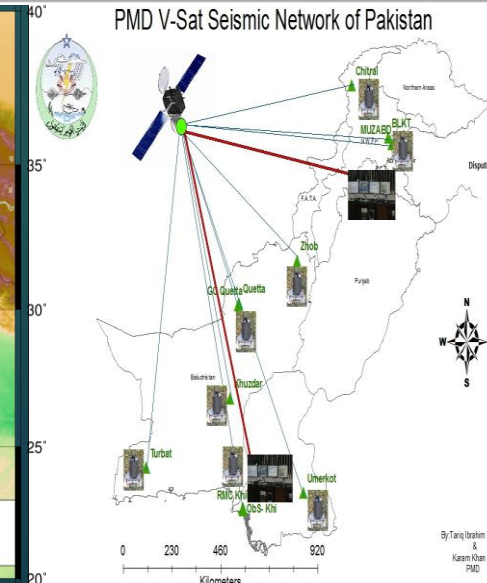 PMD V-Sat Seismic Network of Pakistan
40°
35°
30°
25°
20°
Chitral
Northern Areas
MUZABD BLKT
N.W.F.P.
Disput
F.A.T.A.
Zhob
Punjab
GC Quetta Quetta
N
W E
S
Baluchistan
Khuzdar
Turbat
Umerkot
RMC Khi
ObS- Khi
0 230 460 920
Kilometers
By:Tariq Ibrahim
&
Karam Khan
PMD